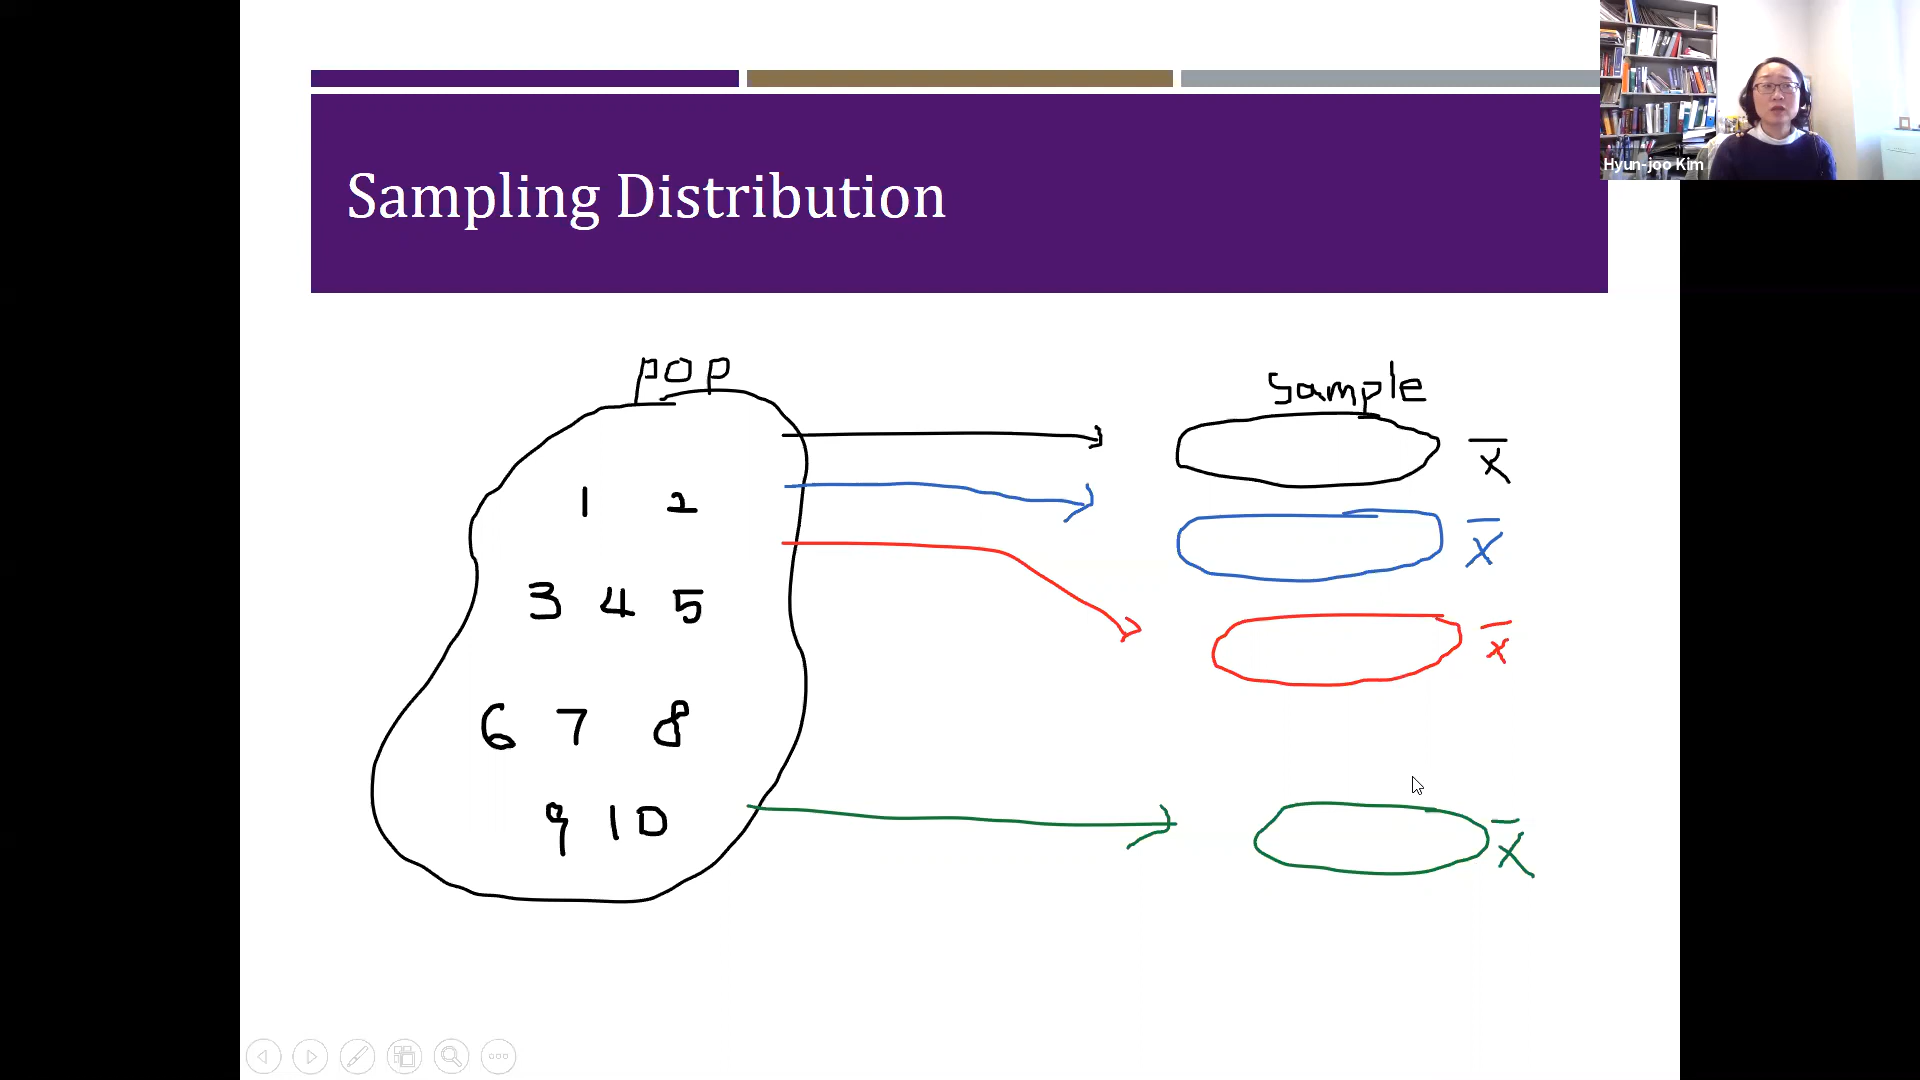 Hyun-joo Kim
Sampling Distribution
pop
Sample
1 2
3 4 5
6 7 8
9 10
x̅
x̅
x̅
x̅